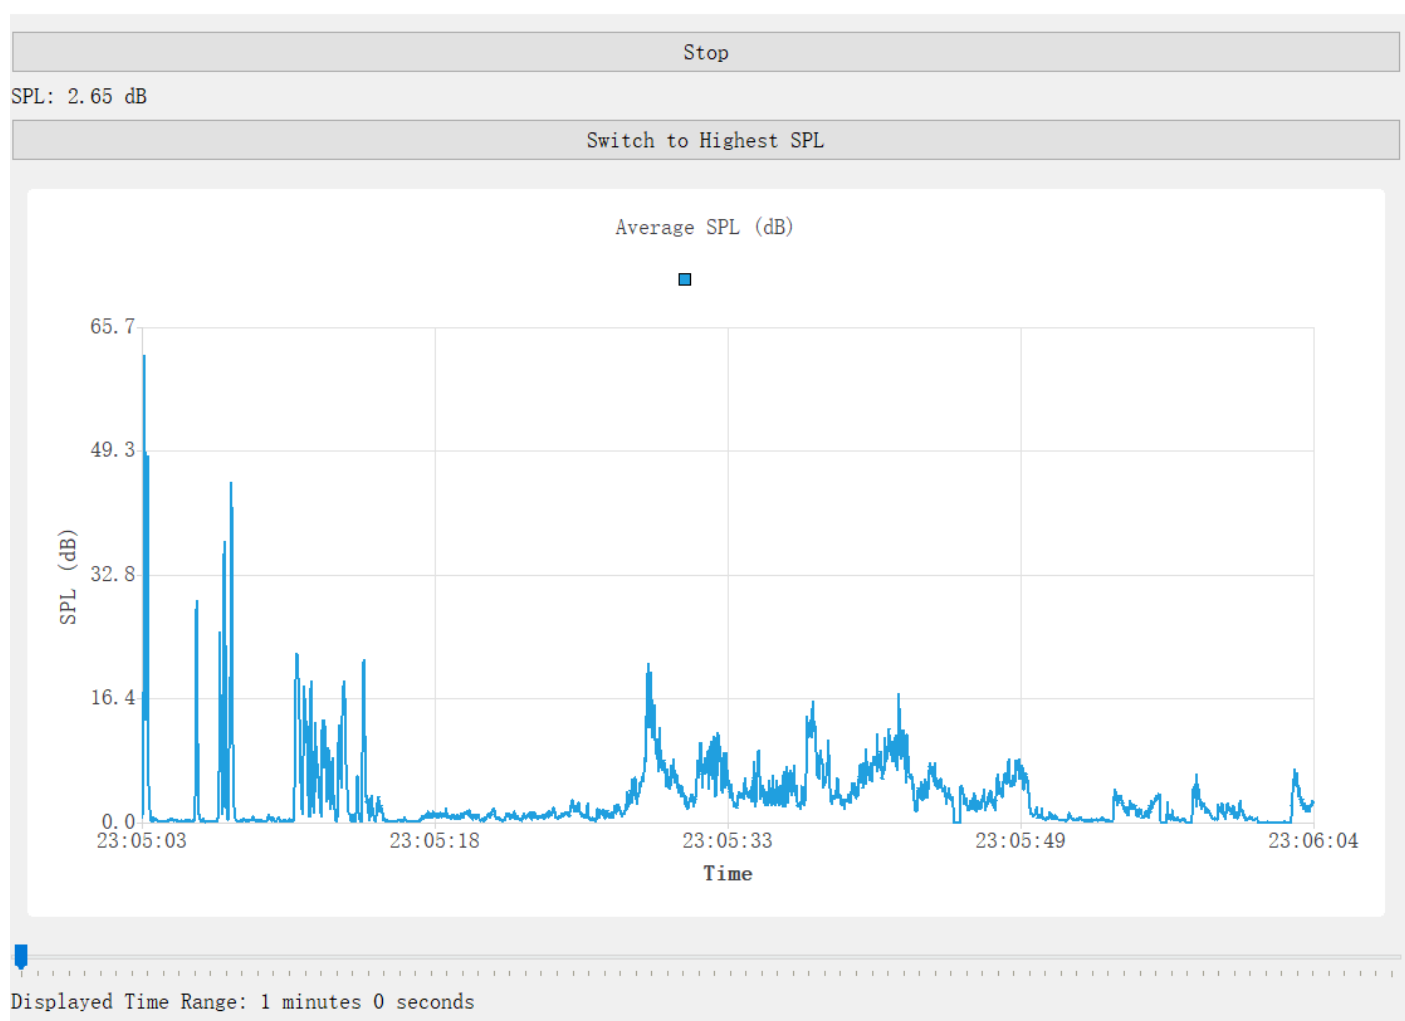 Stop
SPL: 2.65 dB
Switch to Highest SPL
Average SPL (dB)
65.7
49.3
32.8
16.4
0.0
SPL (dB)
23:05:03 23:05:18 23:05:33 23:05:49 23:06:04
Time
Displayed Time Range: 1 minutes 0 seconds